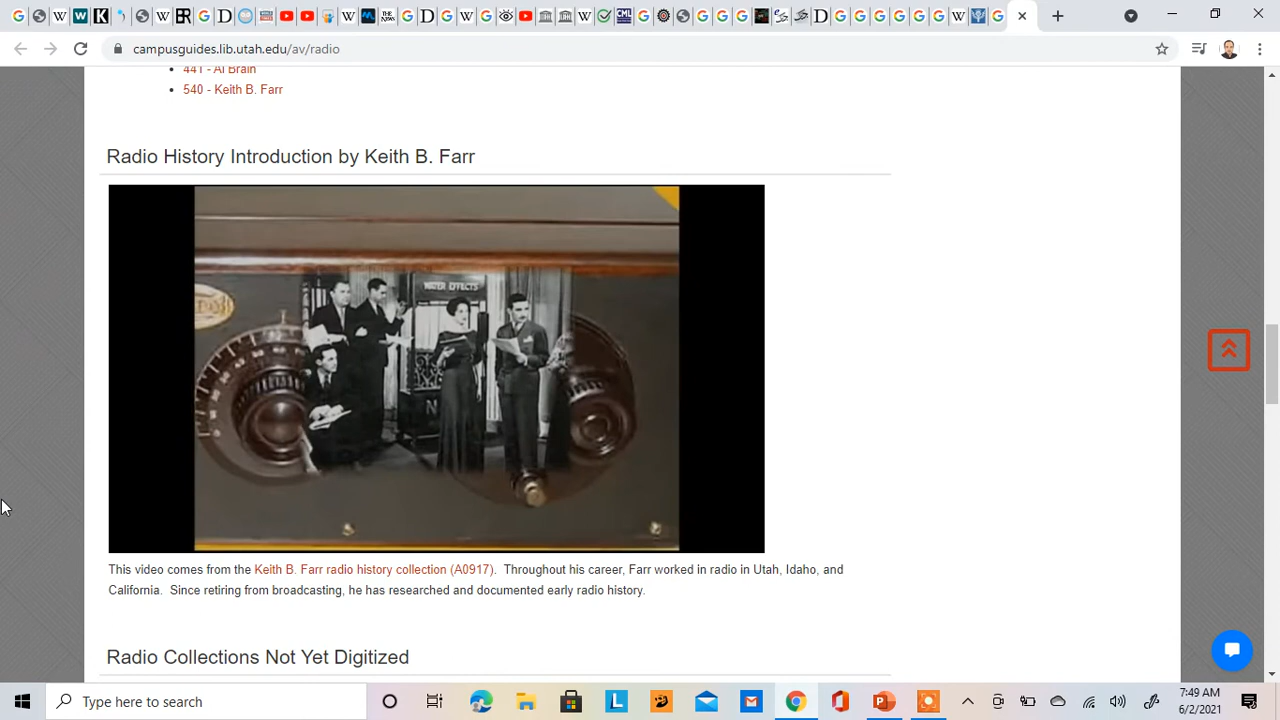 campusguides.lib.utah.edu/av/radio
441 - Al Brain
540 - Keith B. Farr
Radio History Introduction by Keith B. Farr
WATER EFFECTS
N
This video comes from the Keith B. Farr radio history collection (A0917). Throughout his career, Farr worked in radio in Utah, Idaho, and
California. Since retiring from broadcasting, he has researched and documented early radio history.
Radio Collections Not Yet Digitized
Type here to search
7:49 AM
6/2/2021